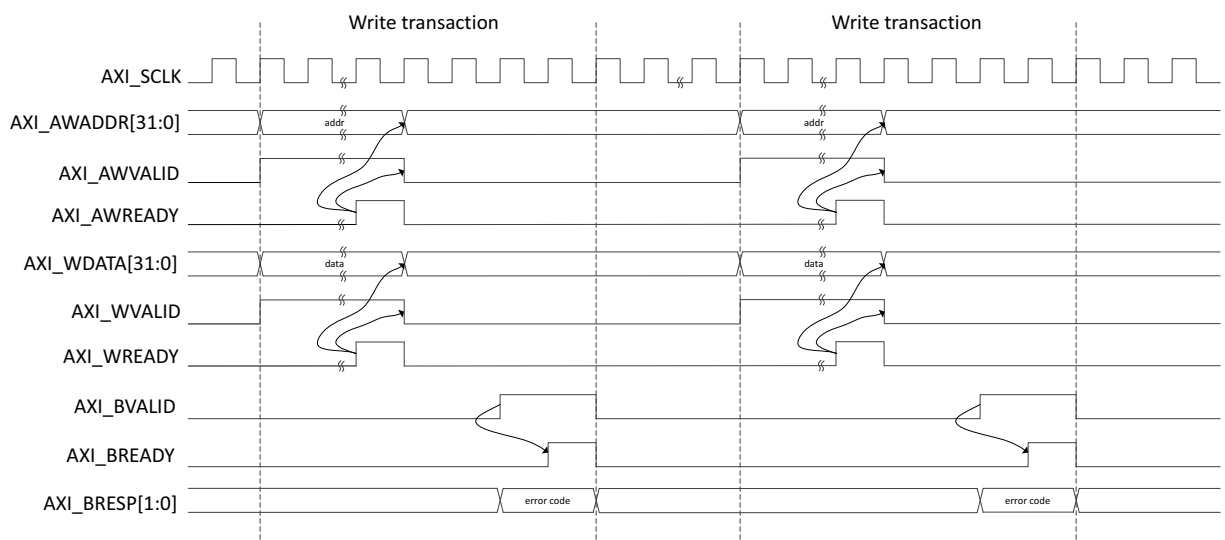 Write transaction Write transaction
AXI_SCLK
AXI_AWADDR[31:0] addr addr
AXI_AWVALID
AXI_AWREADY
AXI_WDATA[31:0] data data
AXI_WVALID
AXI_WREADY
AXI_BVALID
AXI_BREADY
AXI_BRESP[1:0] error code error code